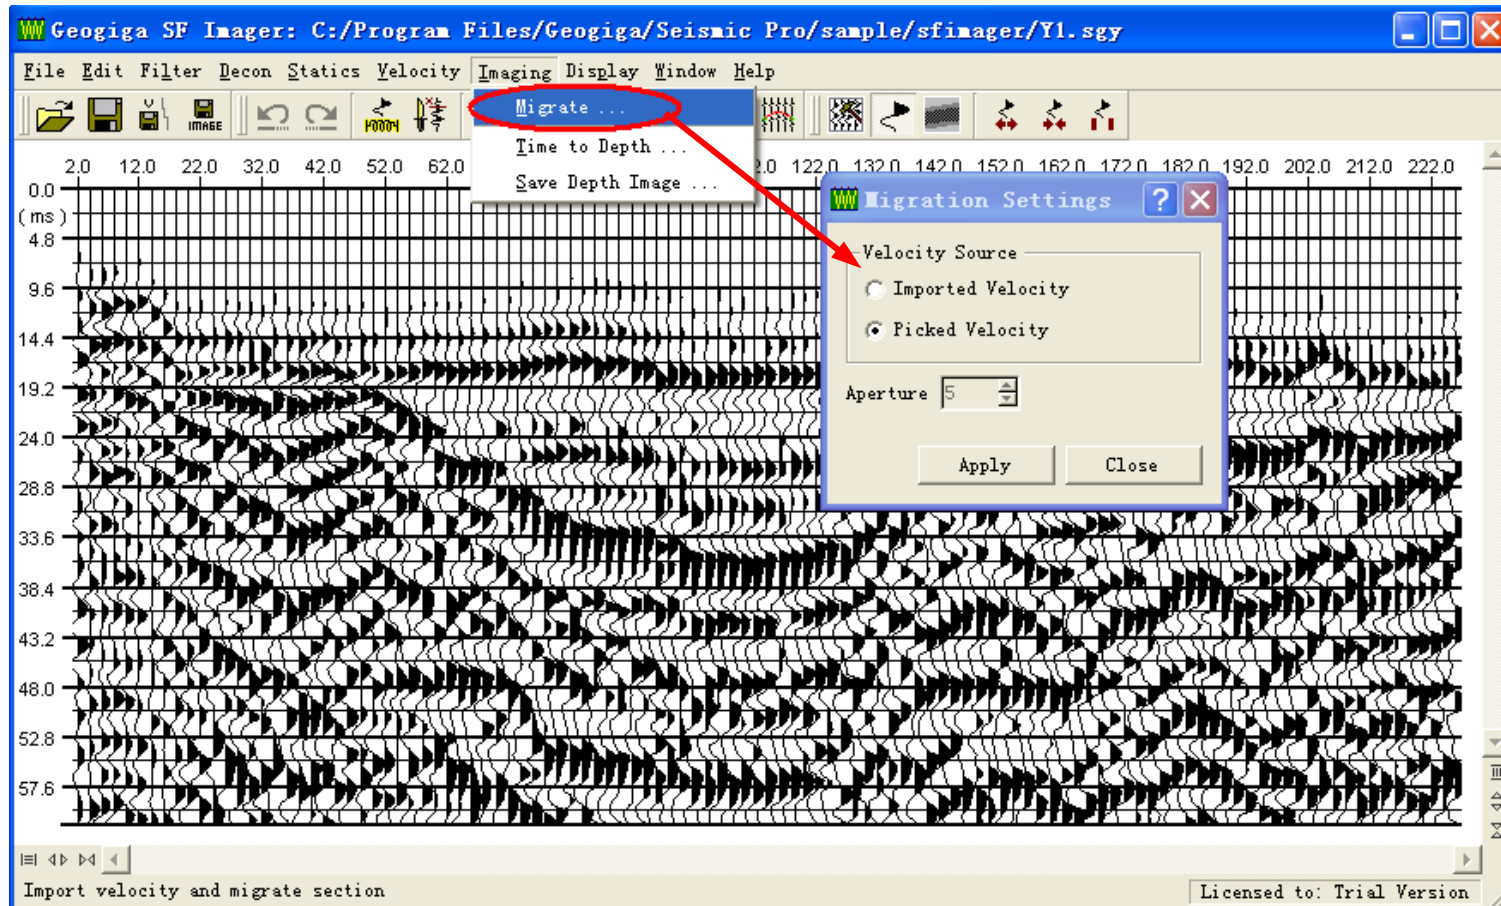 Geogiga SF Imager: C:/Program Files/Geogiga/Seismic Pro/sample/sfimager/Y1.sgy
File Edit Filter Decon Statics Velocity Imaging Display Window Help
IMAGE
Migrate ...
Time to Depth ...
Save Depth Image ...
2.0 12.0 22.0 32.0 42.0 52.0 62.0 2.0 122.0 132.0 142.0 152.0 162.0 172.0 182.0 192.0 202.0 212.0 222.0
0.0
(ms)
4.8
9.6
14.4
19.2
24.0
28.8
33.6
38.4
43.2
48.0
52.8
57.6
Migration Settings
Velocity Source
Imported Velocity
Picked Velocity
Aperture 5
Apply Close
Import velocity and migrate section
Licensed to: Trial Version